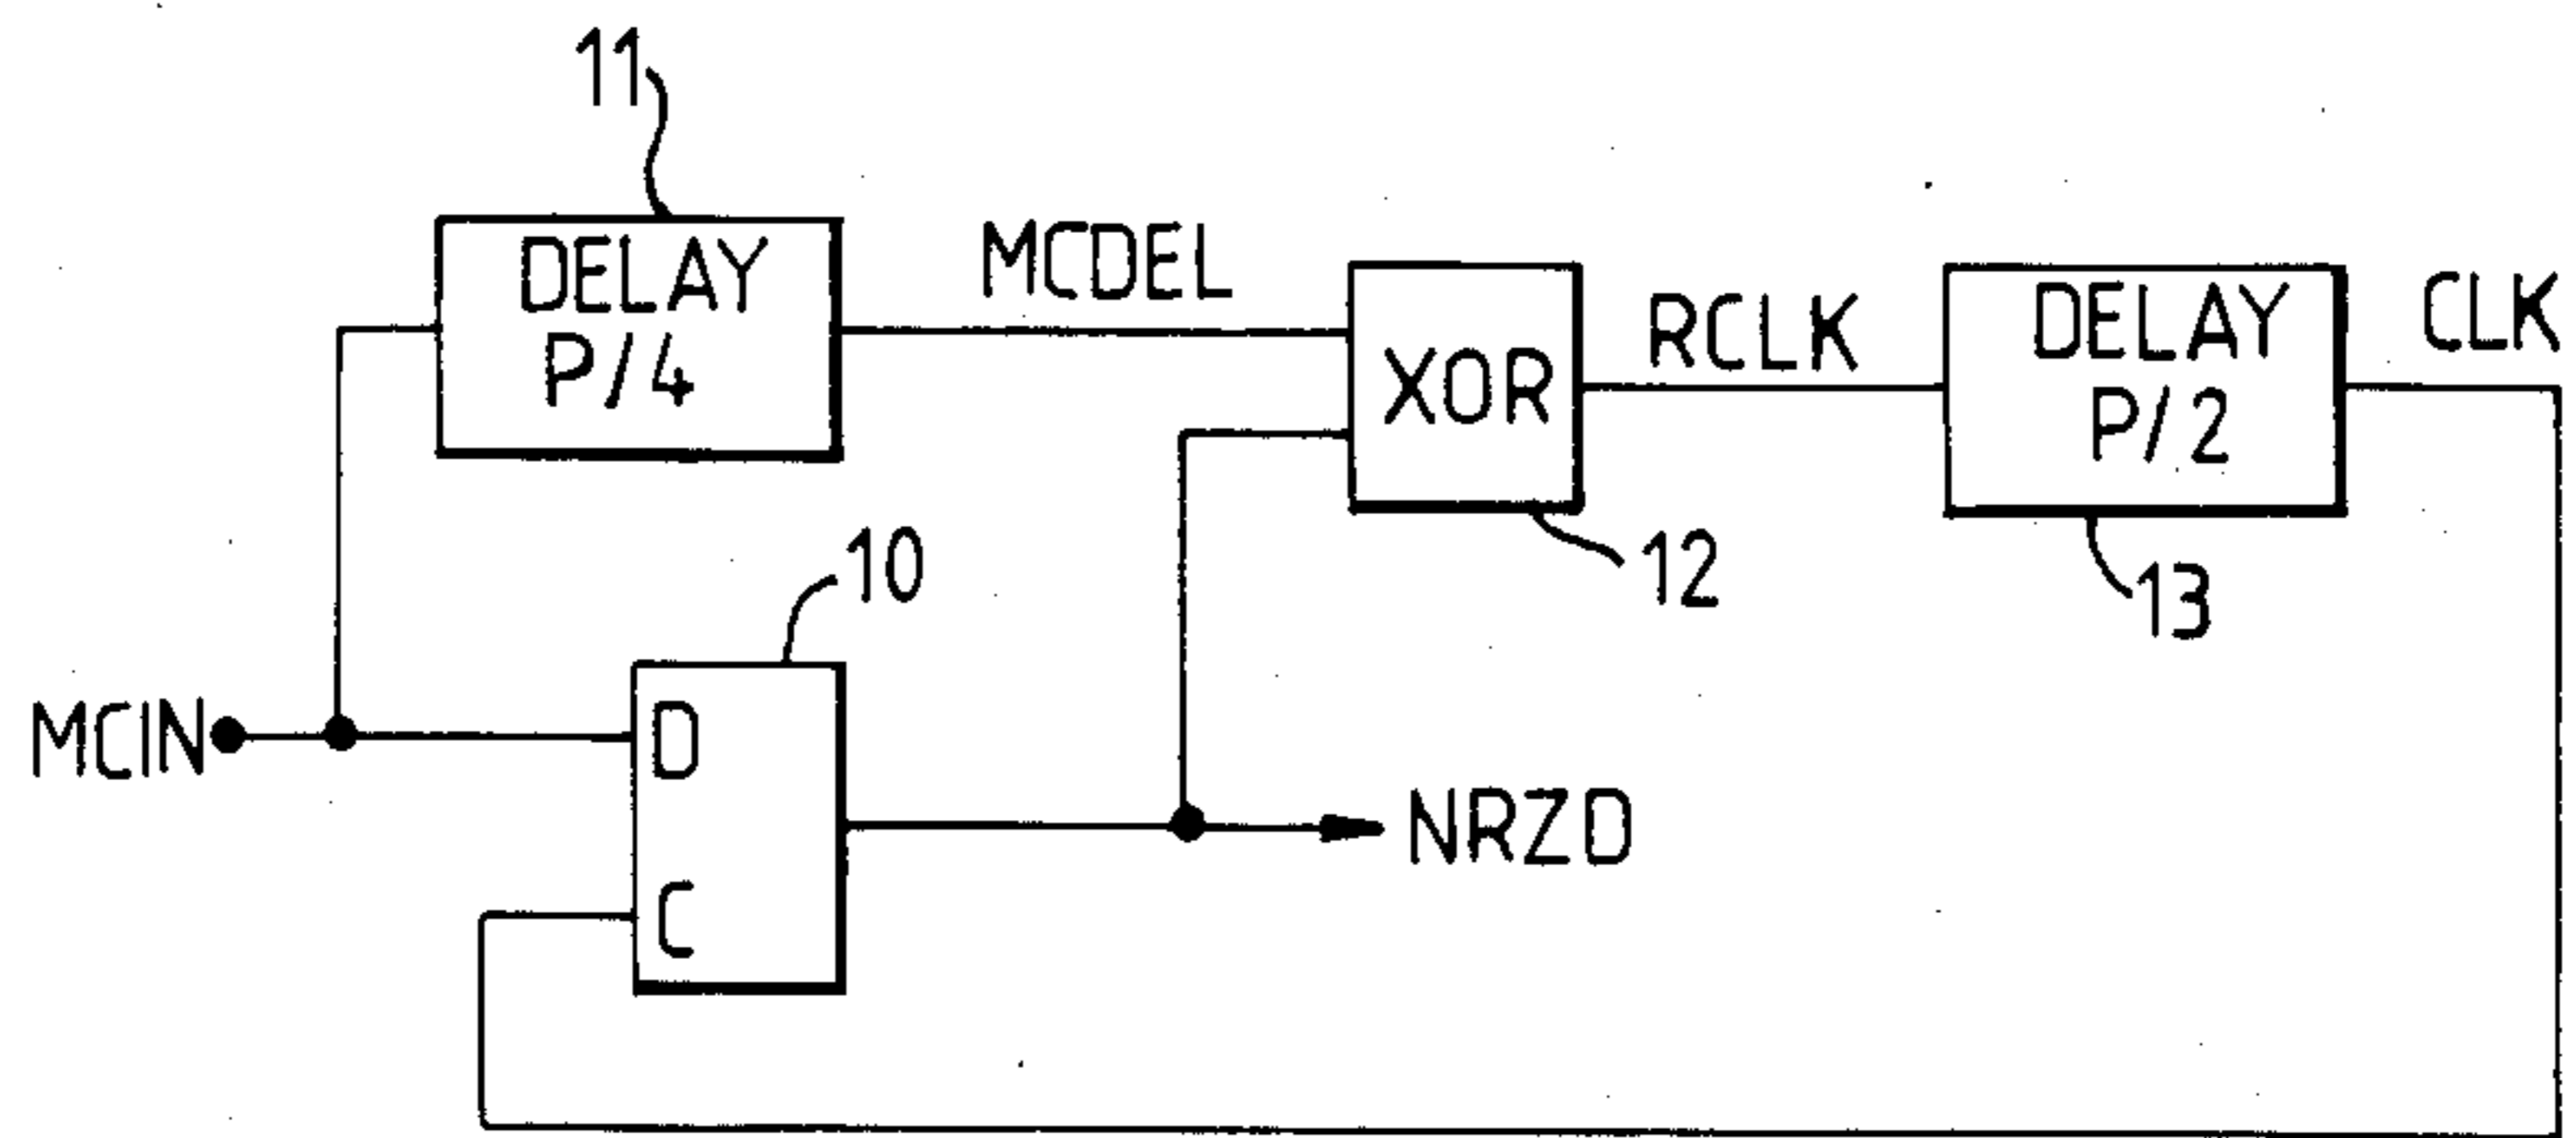 11
DELAY
P/4
MCDEL
XOR
RCLK
DELAY
P/2
CLK
10
12
13
MCIN
D
C
NRZD